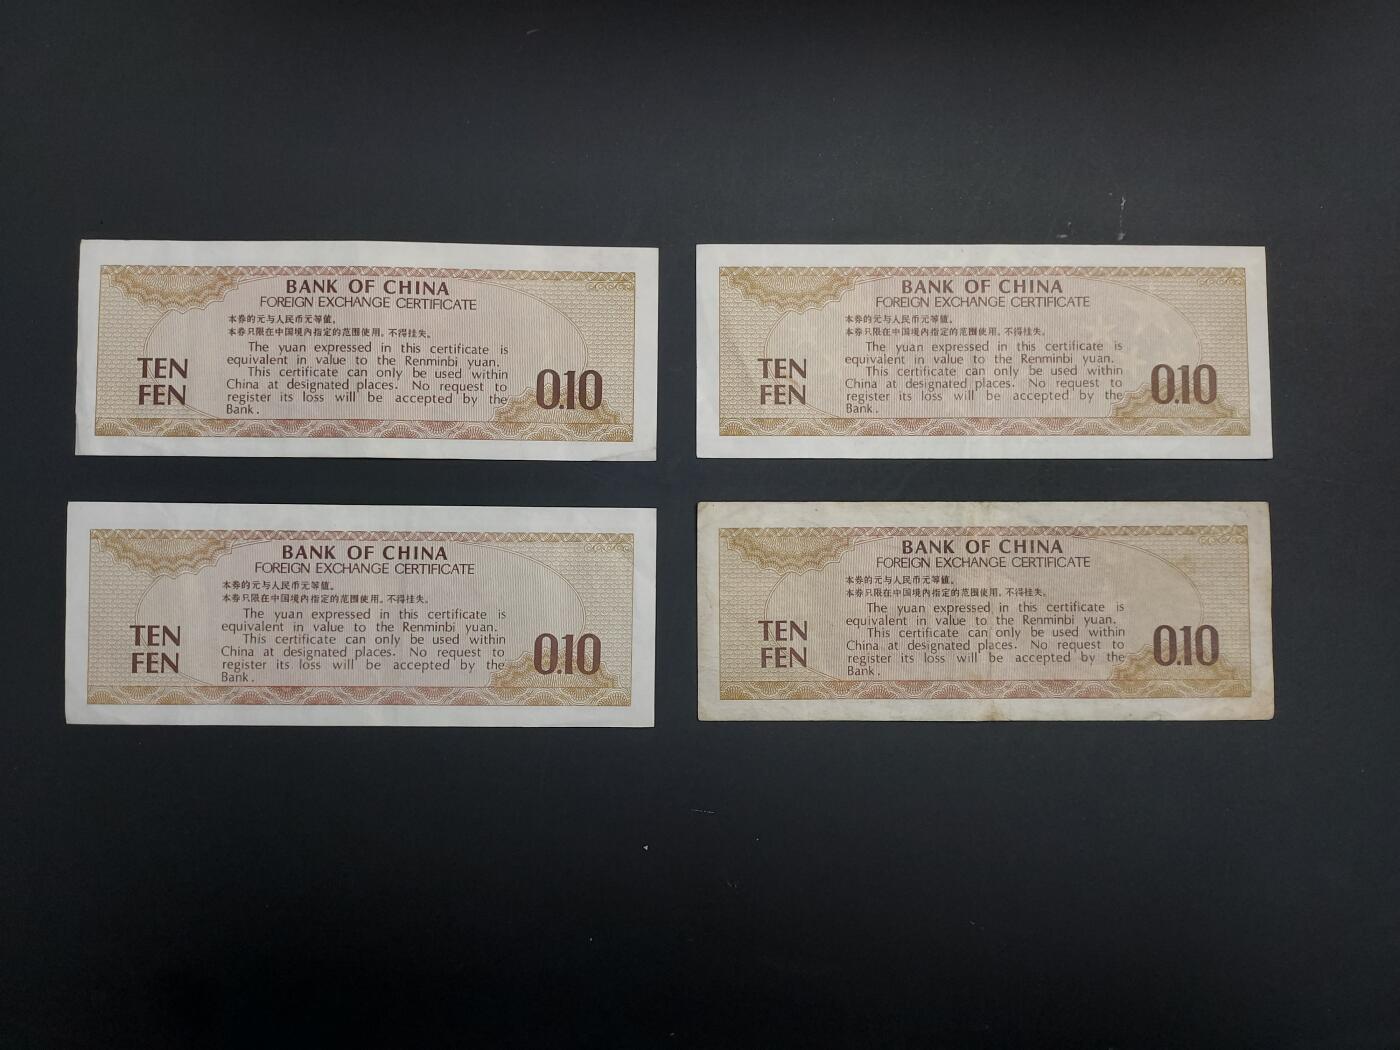 BANK OF CHINA
FOREIGN EXCHANGE CERTIFICATE
本券的元与人民币元等值。
本券只限在中国境内指定的范围使用，不得挂失。
The yuan expressed in this certificate is
equivalent in value to the Renminbi yuan.
This certificate can only be used within
China at designated places. No request to
register its loss will be accepted by the
Bank.
TEN
FEN
0.10
BANK OF CHINA
FOREIGN EXCHANGE CERTIFICATE
本券的元与人民币元等值。
本券只限在中国境内指定的范围使用，不得挂失。
The yuan expressed in this certificate is
equivalent in value to the Renminbi yuan.
This certificate can only be used within
China at designated places. No request to
register its loss will be accepted by the
Bank.
TEN
FEN
0.10
BANK OF CHINA
FOREIGN EXCHANGE CERTIFICATE
本券的元与人民币元等值。
本券只限在中国境内指定的范围使用，不得挂失。
The yuan expressed in this certificate is
equivalent in value to the Renminbi yuan.
This certificate can only be used within
China at designated places. No request to
register its loss will be accepted by the
Bank.
TEN
FEN
0.10
BANK OF CHINA
FOREIGN EXCHANGE CERTIFICATE
本券的元与人民币元等值。
本券只限在中国境内指定的范围使用，不得挂失。
The yuan expressed in this certificate is
equivalent in value to the Renminbi yuan.
This certificate can only be used within
China at designated places. No request to
register its loss will be accepted by the
Bank.
TEN
FEN
0.10